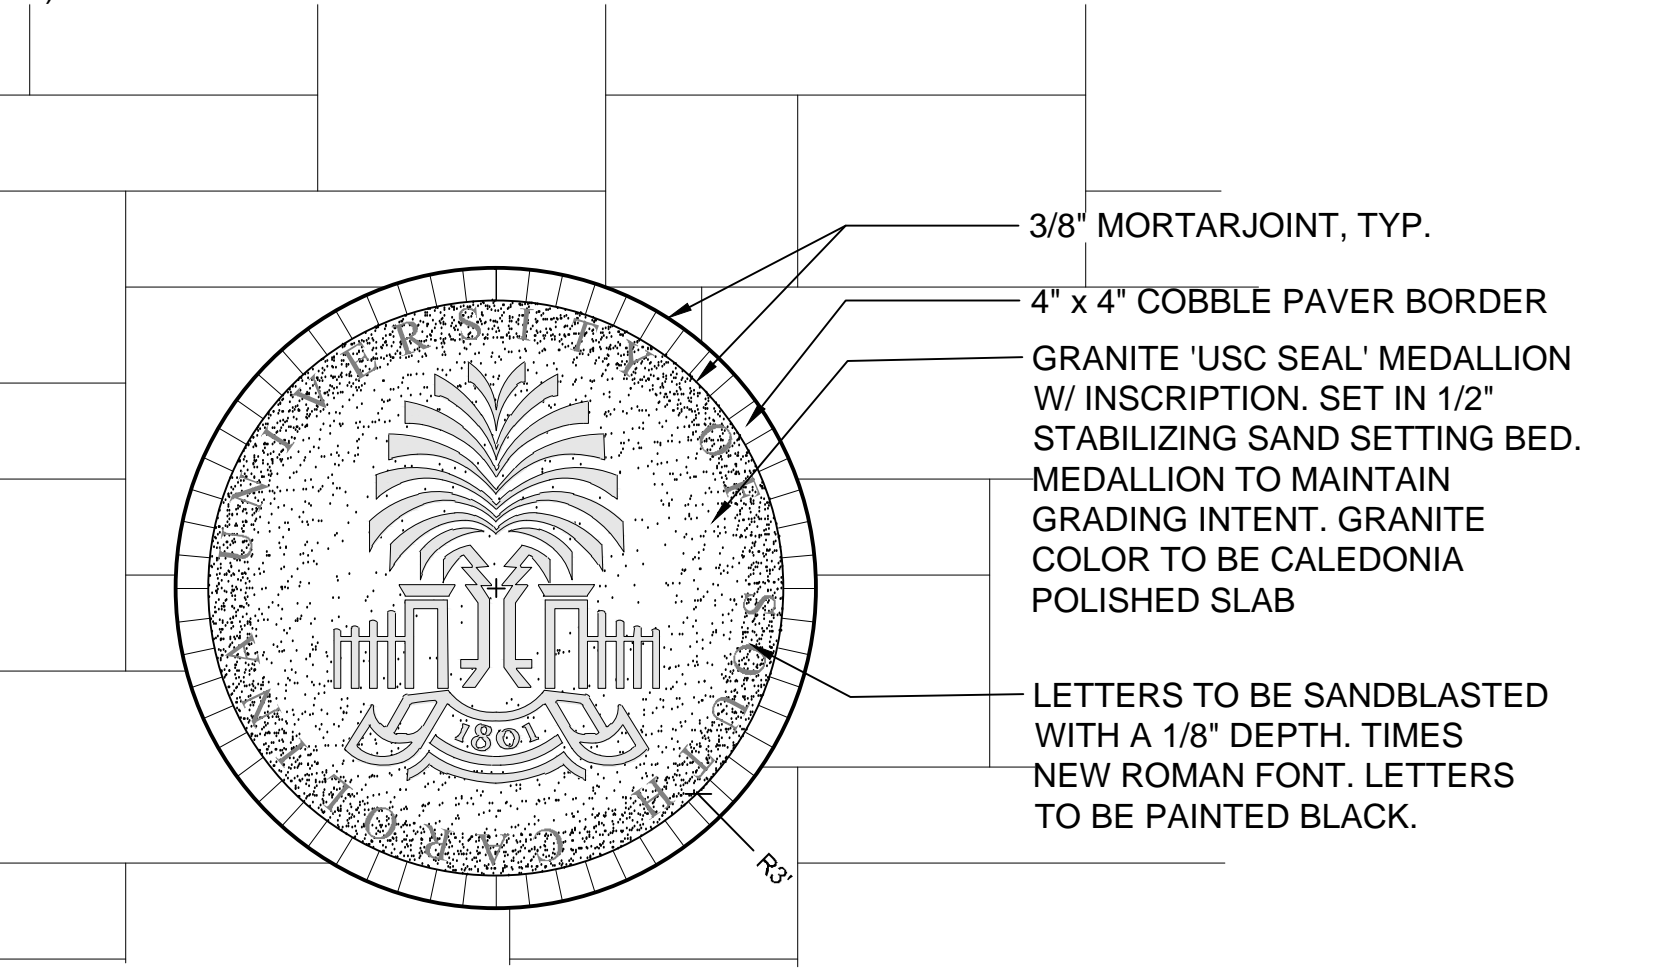 3/8" MORTARJOINT, TYP.
4" x 4" COBBLE PAVER BORDER
GRANITE 'USC SEAL' MEDALLION
W/ INSCRIPTION. SET IN 1/2"
STABILIZING SAND SETTING BED.
MEDALLION TO MAINTAIN
GRADING INTENT. GRANITE
COLOR TO BE CALEDONIA
POLISHED SLAB
LETTERS TO BE SANDBLASTED
WITH A 1/8" DEPTH. TIMES
NEW ROMAN FONT. LETTERS
TO BE PAINTED BLACK.
UNIVERSITY OF SOUTH CAROLINA
1801
R3'